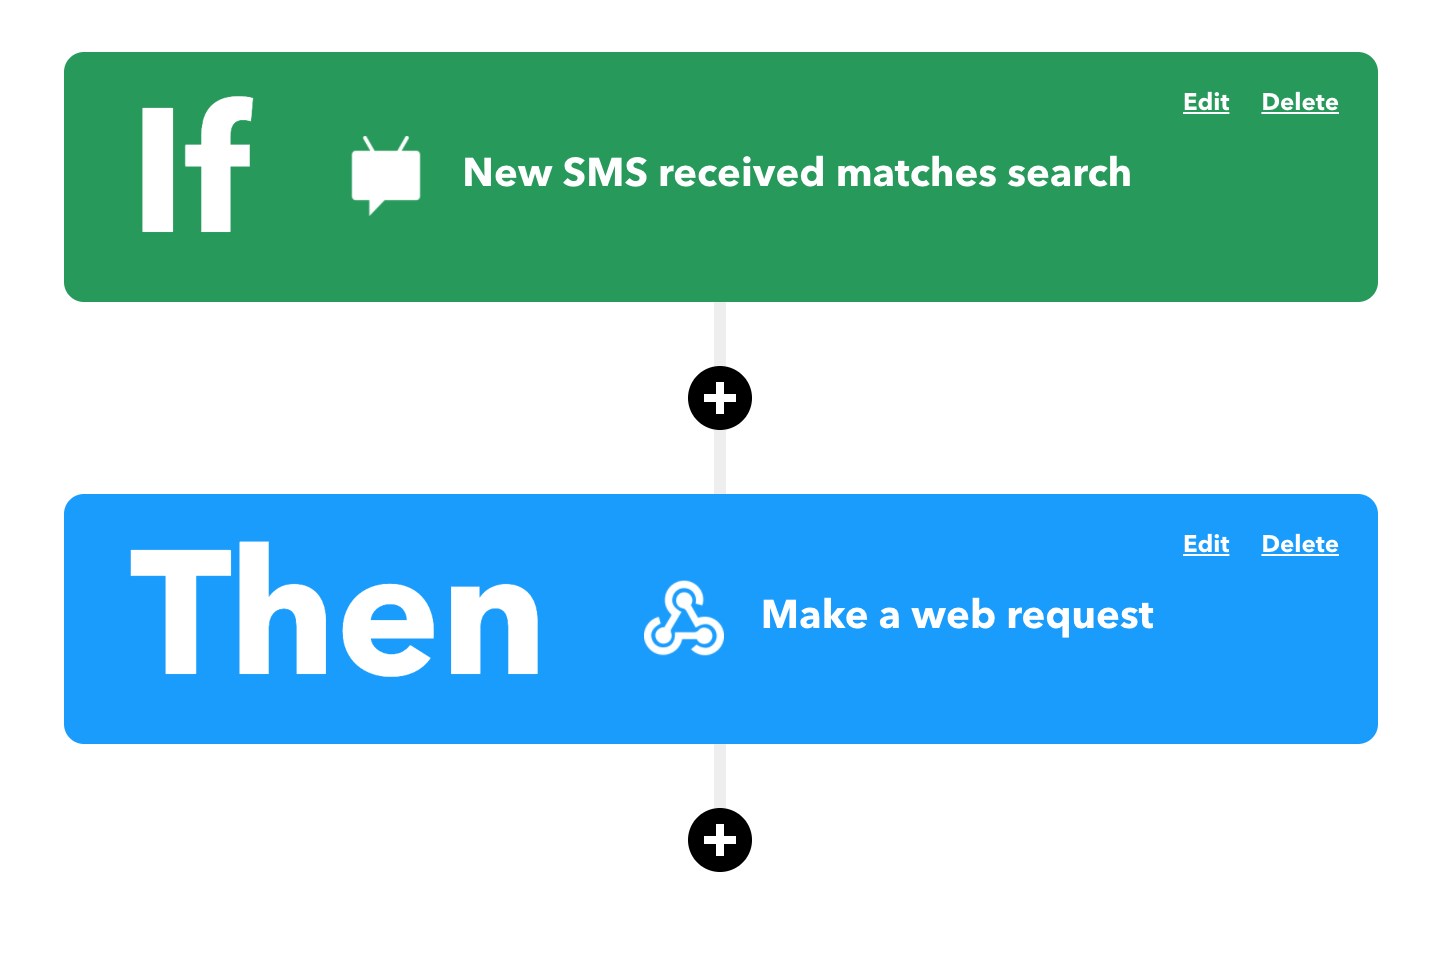 If
Edit Delete
New SMS received matches search
Then
Edit Delete
Make a web request